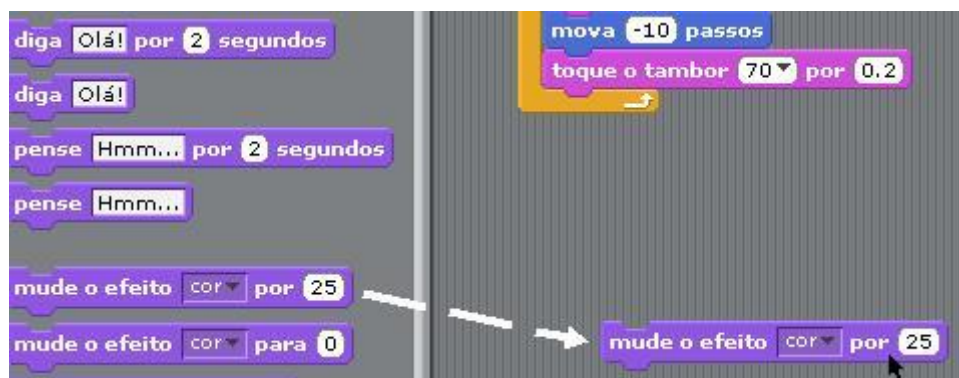 diga Olá! por 2 segundos
diga Olá!
pense Hmm... por 2 segundos
pense Hmm...
mude o efeito cor por 25
mude o efeito cor para 0
mova -10 passos
toque o tambor 70 por 0.2
mude o efeito cor por 25